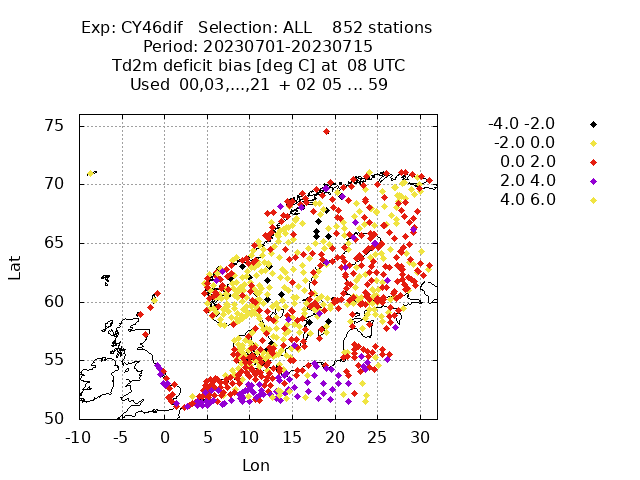 Exp: CY46dif   Selection: ALL    852 stations
Period: 20230701-20230715
Td2m deficit bias [deg C] at  08 UTC
Used  00,03,...,21  + 02 05 ... 59
-4.0 -2.0
-2.0 0.0
0.0 2.0
2.0 4.0
4.0 6.0
75
70
65
60
55
50
Lat
-10 -5 0 5 10 15 20 25 30
Lon